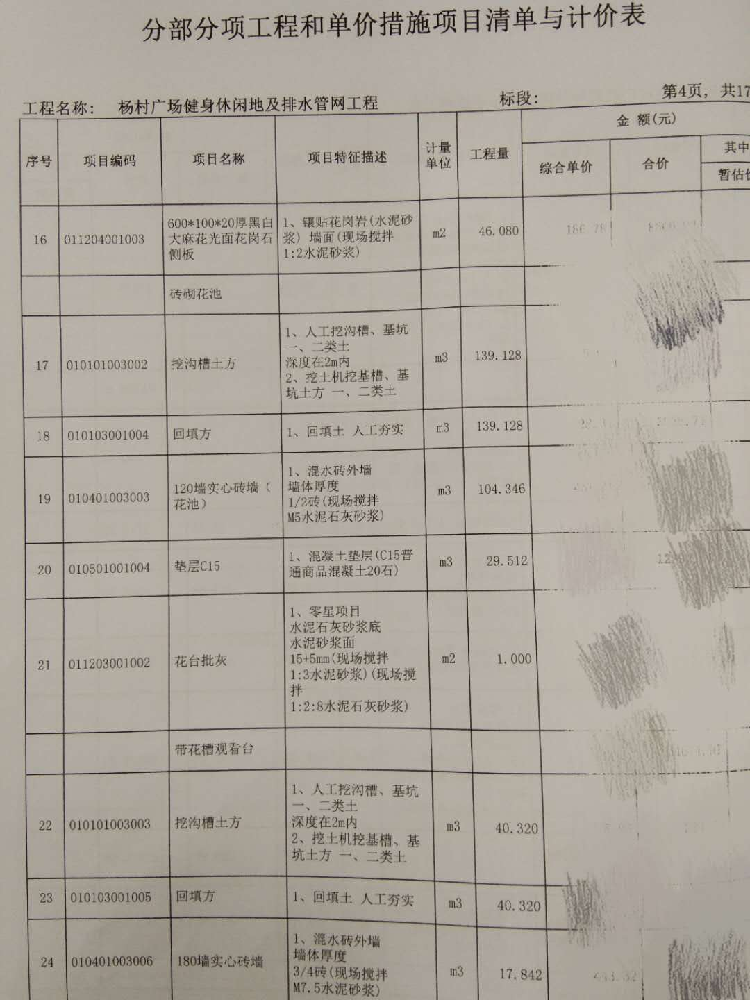 分部分项工程和单价措施项目清单与计价表
工程名称： 杨村广场健身休闲地及排水管网工程 标段： 第4页，共17
序号 项目编码 项目名称 项目特征描述 计量单位 工程量 金 额(元)
综合单价 合价 其中
暂估价
16 011204001003 600*100*20厚黑白大麻花光面花岗石侧板 m2 46.080
1、镶贴花岗岩(水泥砂
浆) 墙面(现场搅拌
1:2水泥砂浆)
砖砌花池
17 010101003002 挖沟槽土方 m3 139.128
1、人工挖沟槽、基坑
一、二类土
深度在2m内
2、挖土机挖基槽、基
坑土方 一、二类土
18 010103001004 回填方 1、回填土 人工夯实 m3 139.128
19 010401003003 120墙实心砖墙（花池） m3 104.346
1、混水砖外墙
墙体厚度
1/2砖(现场搅拌
M5水泥石灰砂浆)
20 010501001004 垫层C15 m3 29.512
1、混凝土垫层(C15普
通商品混凝土20石)
21 011203001002 花台批灰 m2 1.000
1、零星项目
水泥石灰砂浆底
水泥砂浆面
15+5mm(现场搅拌
1:3水泥砂浆)(现场搅
拌
1:2:8水泥石灰砂浆)
带花槽观看台
22 010101003003 挖沟槽土方 m3 40.320
1、人工挖沟槽、基坑
一、二类土
深度在2m内
2、挖土机挖基槽、基
坑土方 一、二类土
23 010103001005 回填方 1、回填土 人工夯实 m3 40.320
24 010401003006 180墙实心砖墙 m3 17.842
1、混水砖外墙
墙体厚度
3/4砖(现场搅拌
M7.5水泥砂浆)